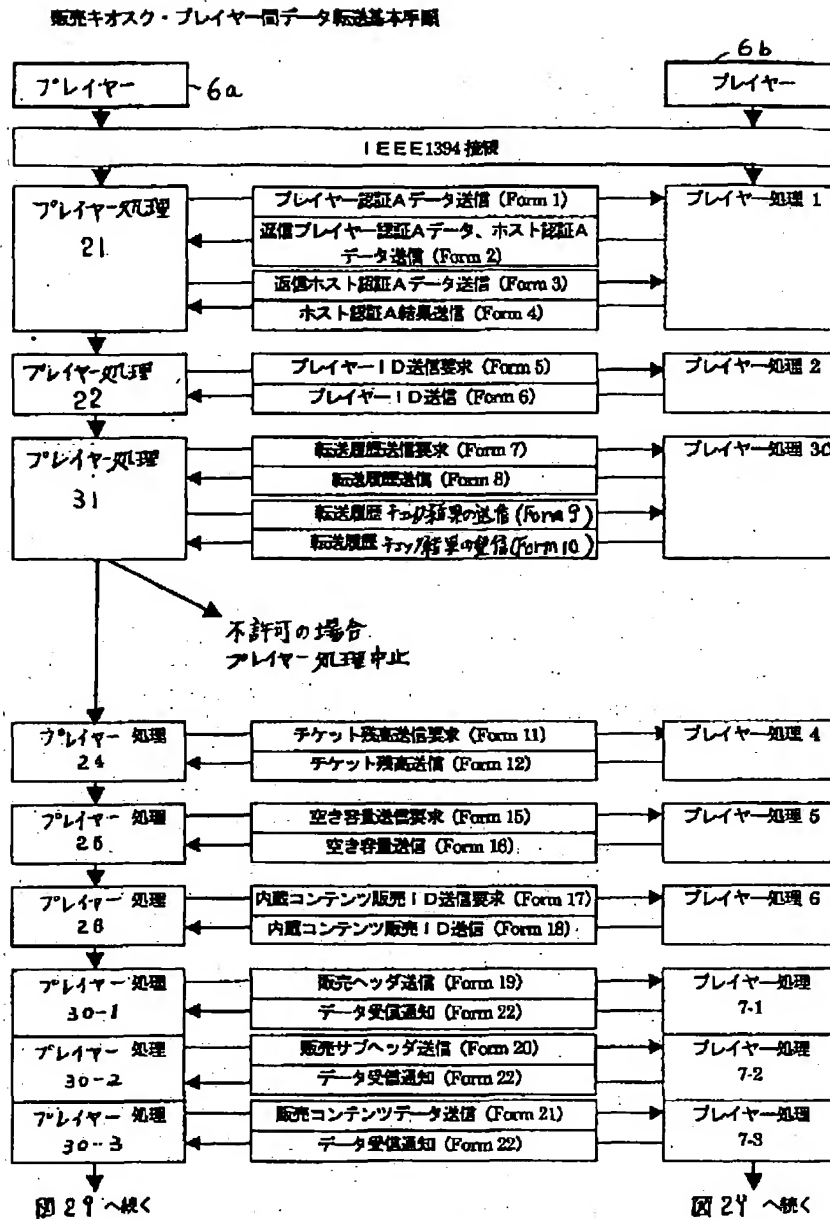 販売キオスク・プレイヤー間データ転送基本手順
プレイヤー
6a
6b
プレイヤー
IEEE1394 接続
プレイヤー処理
21
プレイヤー認証Aデータ送信 (Form 1)
返信プレイヤー認証Aデータ、ホスト認証A
データ送信 (Form 2)
返信ホスト認証Aデータ送信 (Form 3)
ホスト認証A結果送信 (Form 4)
プレイヤー処理 1
プレイヤー処理
22
プレイヤーID送信要求 (Form 5)
プレイヤーID送信 (Form 6)
プレイヤー処理 2
プレイヤー処理
31
転送履歴送信要求 (Form 7)
転送履歴送信 (Form 8)
転送履歴チェック結果の送信 (Form 9)
転送履歴チェック結果の受信 (Form 10)
プレイヤー処理 30
不許可の場合
プレイヤー処理中止
プレイヤー 処理
24
チケット残高送信要求 (Form 11)
チケット残高送信 (Form 12)
プレイヤー処理 4
プレイヤー 処理
25
空き容量送信要求 (Form 15)
空き容量送信 (Form 16)
プレイヤー処理 5
プレイヤー 処理
26
内蔵コンテンツ販売ID送信要求 (Form 17)
内蔵コンテンツ販売ID送信 (Form 18)
プレイヤー処理 6
プレイヤー 処理
30-1
販売ヘッダ送信 (Form 19)
データ受信通知 (Form 22)
プレイヤー処理
7-1
プレイヤー 処理
30-2
販売サブヘッダ送信 (Form 20)
データ受信通知 (Form 22)
プレイヤー処理
7-2
プレイヤー 処理
30-3
販売コンテンツデータ送信 (Form 21)
データ受信通知 (Form 22)
プレイヤー処理
7-3
図29へ続く
図29へ続く